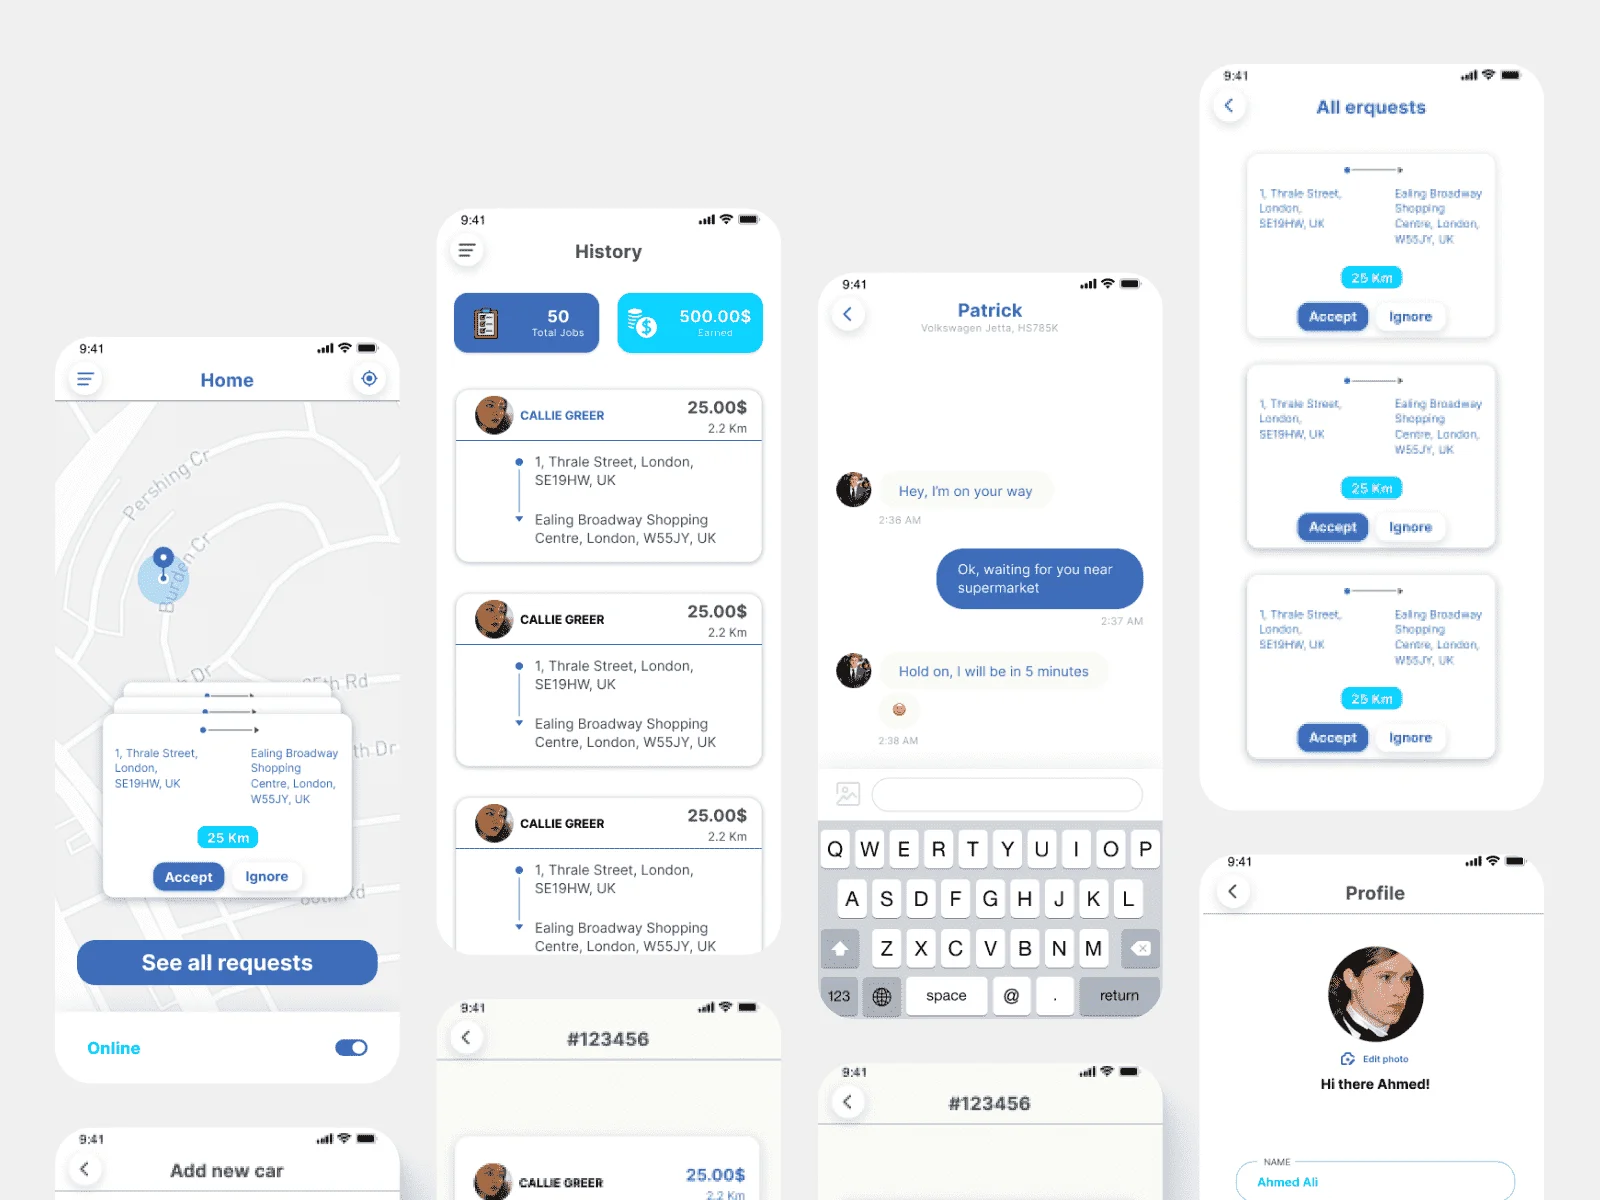 9:41
Home
Pershing Cr
Burden Cr
Dr
35th Rd
th Dr
1, Thrale Street,
London,
SE19HW, UK
Ealing Broadway
Shopping
Centre, London,
W55JY, UK
25 Km
Accept
Ignore
Rd
See all requests
Online
9:41
Add new car
9:41
History
50
Total Jobs
500.00$
Earned
CALLIE GREER
25.00$
2.2 Km
1, Thrale Street, London,
SE19HW, UK
Ealing Broadway Shopping
Centre, London, W55JY, UK
CALLIE GREER
25.00$
2.2 Km
1, Thrale Street, London,
SE19HW, UK
Ealing Broadway Shopping
Centre, London, W55JY, UK
CALLIE GREER
25.00$
2.2 Km
1, Thrale Street, London,
SE19HW, UK
Ealing Broadway Shopping
Centre, London, W55JY, UK
9:41
#123456
CALLIE GREER
25.00$
2.2 Km
9:41
Patrick
Volkswagen Jetta, HS785K
Hey, I'm on your way
2:36 AM
Ok, waiting for you near
supermarket
2:37 AM
Hold on, I will be in 5 minutes
2:38 AM
Q W E R T Y U I O P
A S D F G H J K L
Z X C V B N M
123 space @ . return
9:41
#123456
9:41
All erquests
1, Thrale Street,
London,
SE19HW, UK
Ealing Broadway
Shopping
Centre, London,
W55JY, UK
25 Km
Accept
Ignore
1, Thrale Street,
London,
SE19HW, UK
Ealing Broadway
Shopping
Centre, London,
W55JY, UK
25 Km
Accept
Ignore
1, Thrale Street,
London,
SE19HW, UK
Ealing Broadway
Shopping
Centre, London,
W55JY, UK
25 Km
Accept
Ignore
9:41
Profile
Edit photo
Hi there Ahmed!
NAME
Ahmed Ali